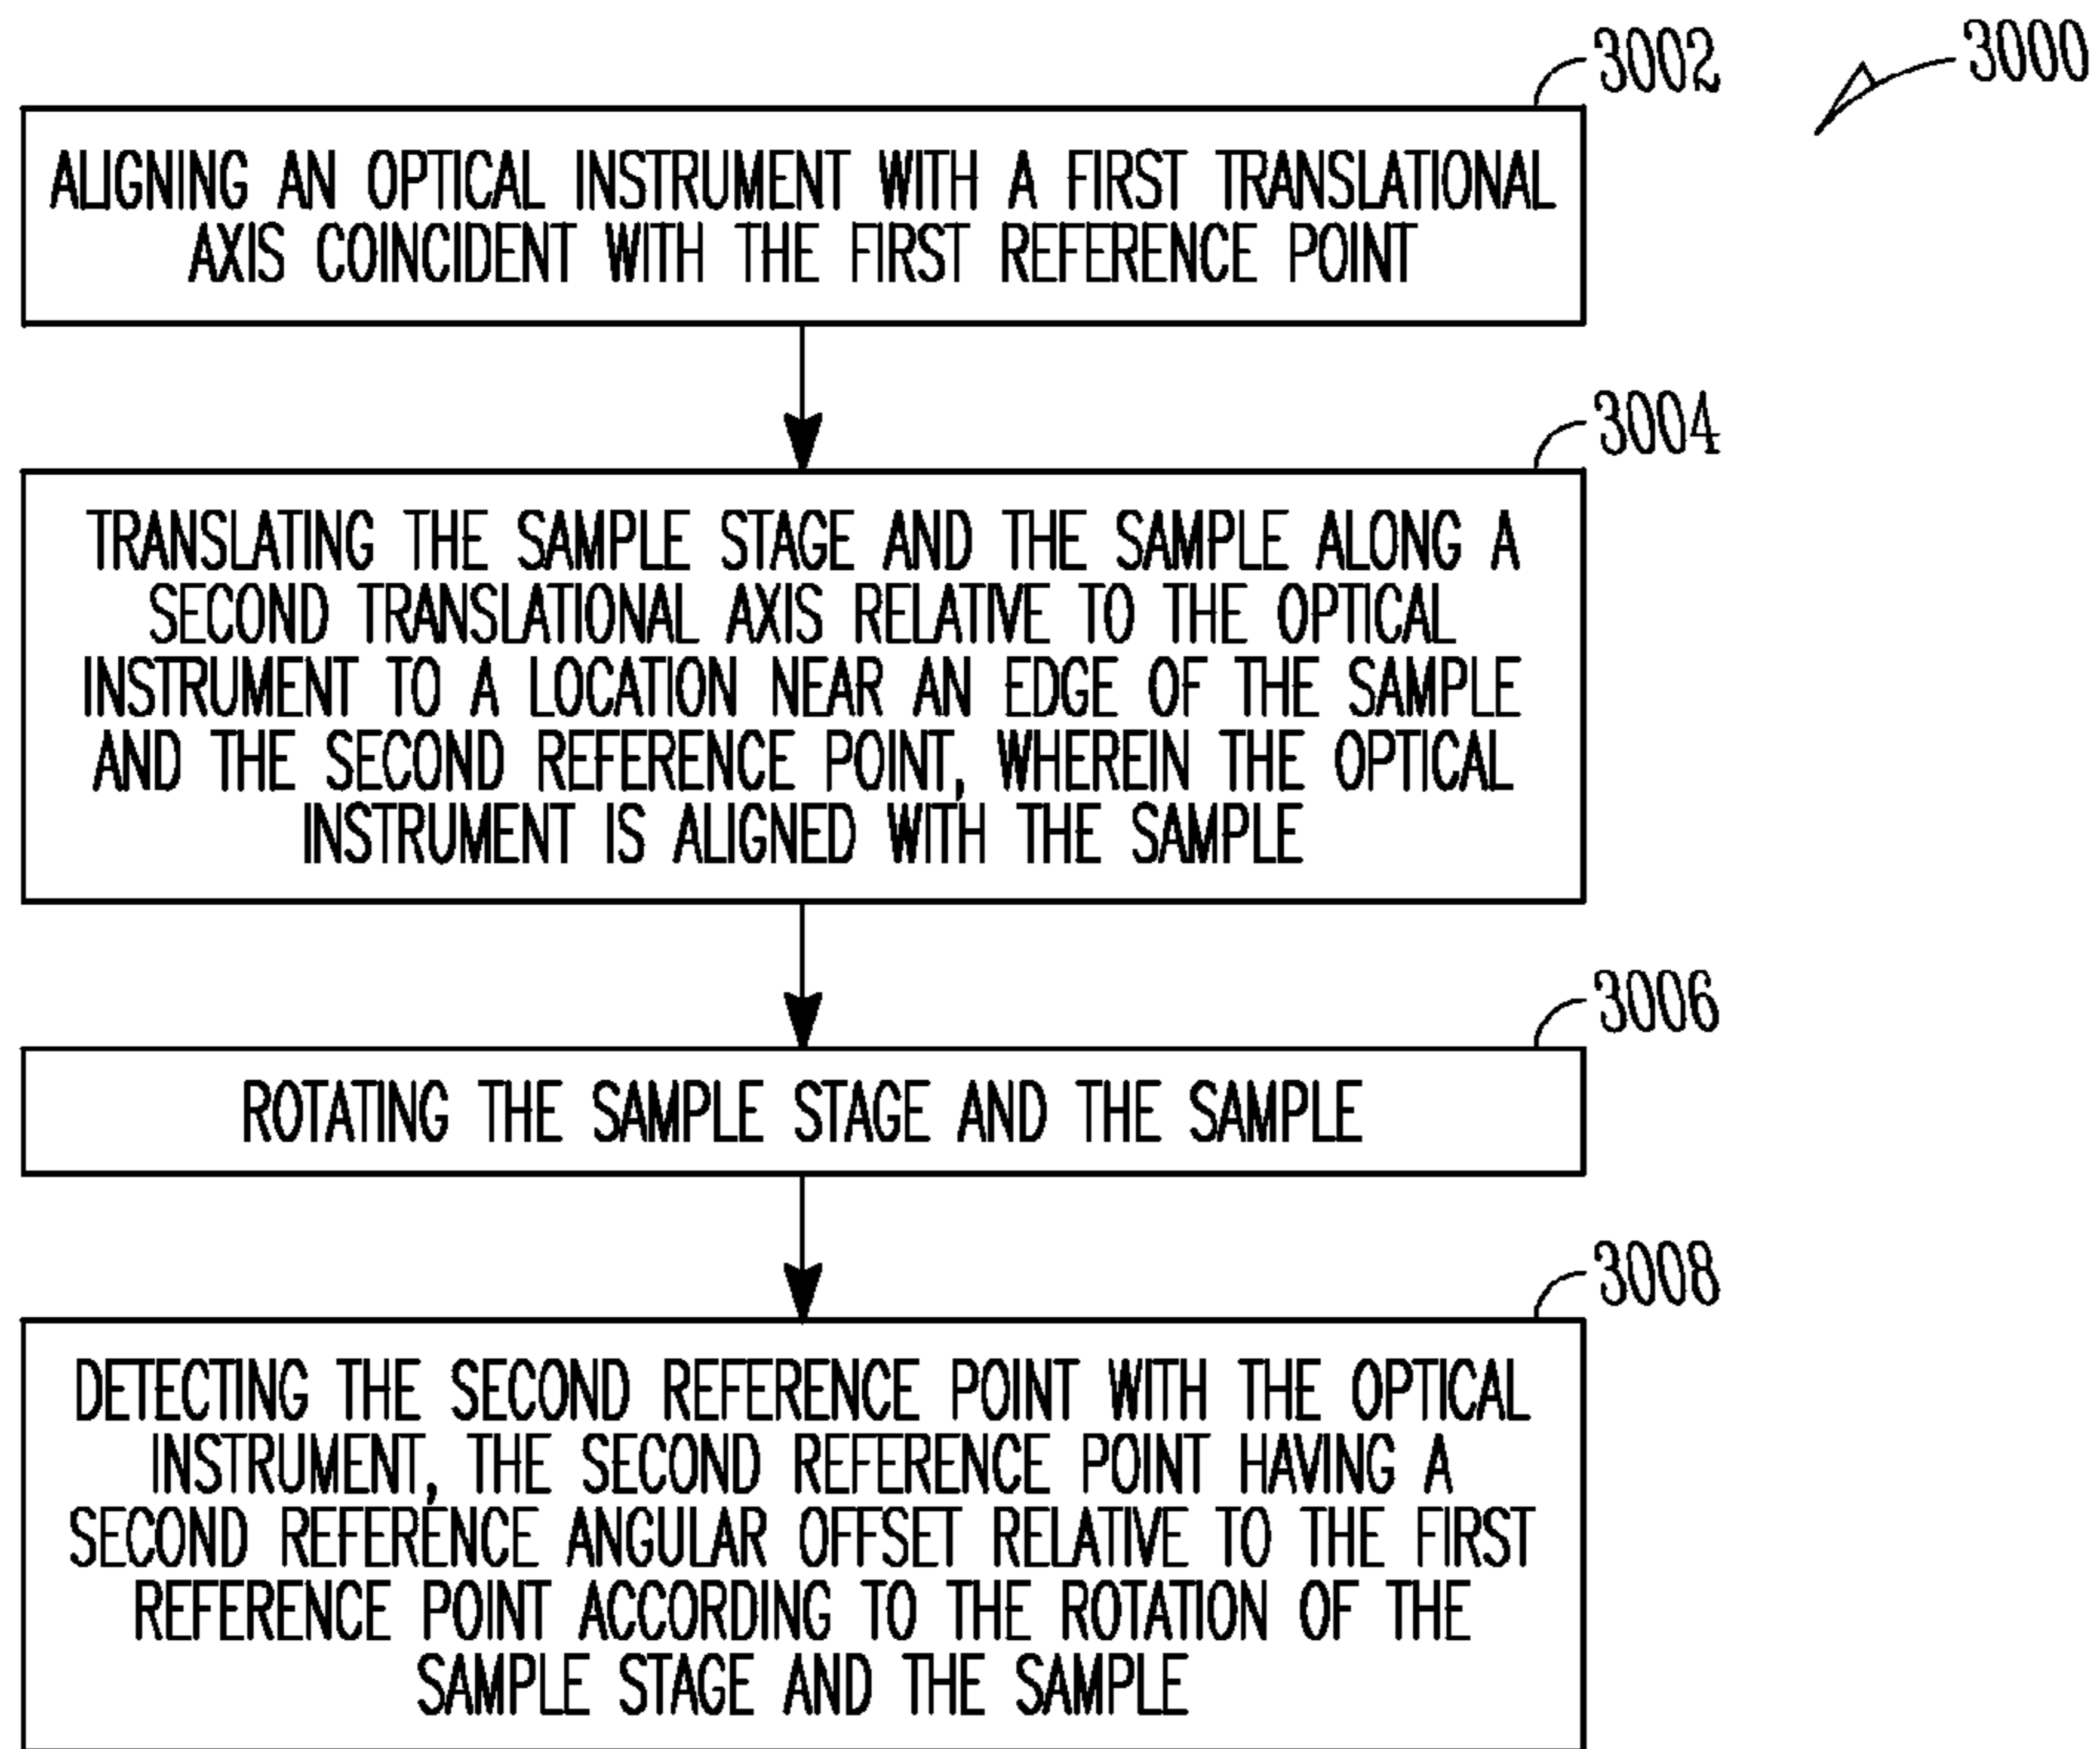 3002
3000
ALIGNING AN OPTICAL INSTRUMENT WITH A FIRST TRANSLATIONAL
AXIS COINCIDENT WITH THE FIRST REFERENCE POINT
3004
TRANSLATING THE SAMPLE STAGE AND THE SAMPLE ALONG A
SECOND TRANSLATIONAL AXIS RELATIVE TO THE OPTICAL
INSTRUMENT TO A LOCATION NEAR AN EDGE OF THE SAMPLE
AND THE SECOND REFERENCE POINT, WHEREIN THE OPTICAL
INSTRUMENT IS ALIGNED WITH THE SAMPLE
3006
ROTATING THE SAMPLE STAGE AND THE SAMPLE
3008
DETECTING THE SECOND REFERENCE POINT WITH THE OPTICAL
INSTRUMENT, THE SECOND REFERENCE POINT HAVING A
SECOND REFERENCE ANGULAR OFFSET RELATIVE TO THE FIRST
REFERENCE POINT ACCORDING TO THE ROTATION OF THE
SAMPLE STAGE AND THE SAMPLE